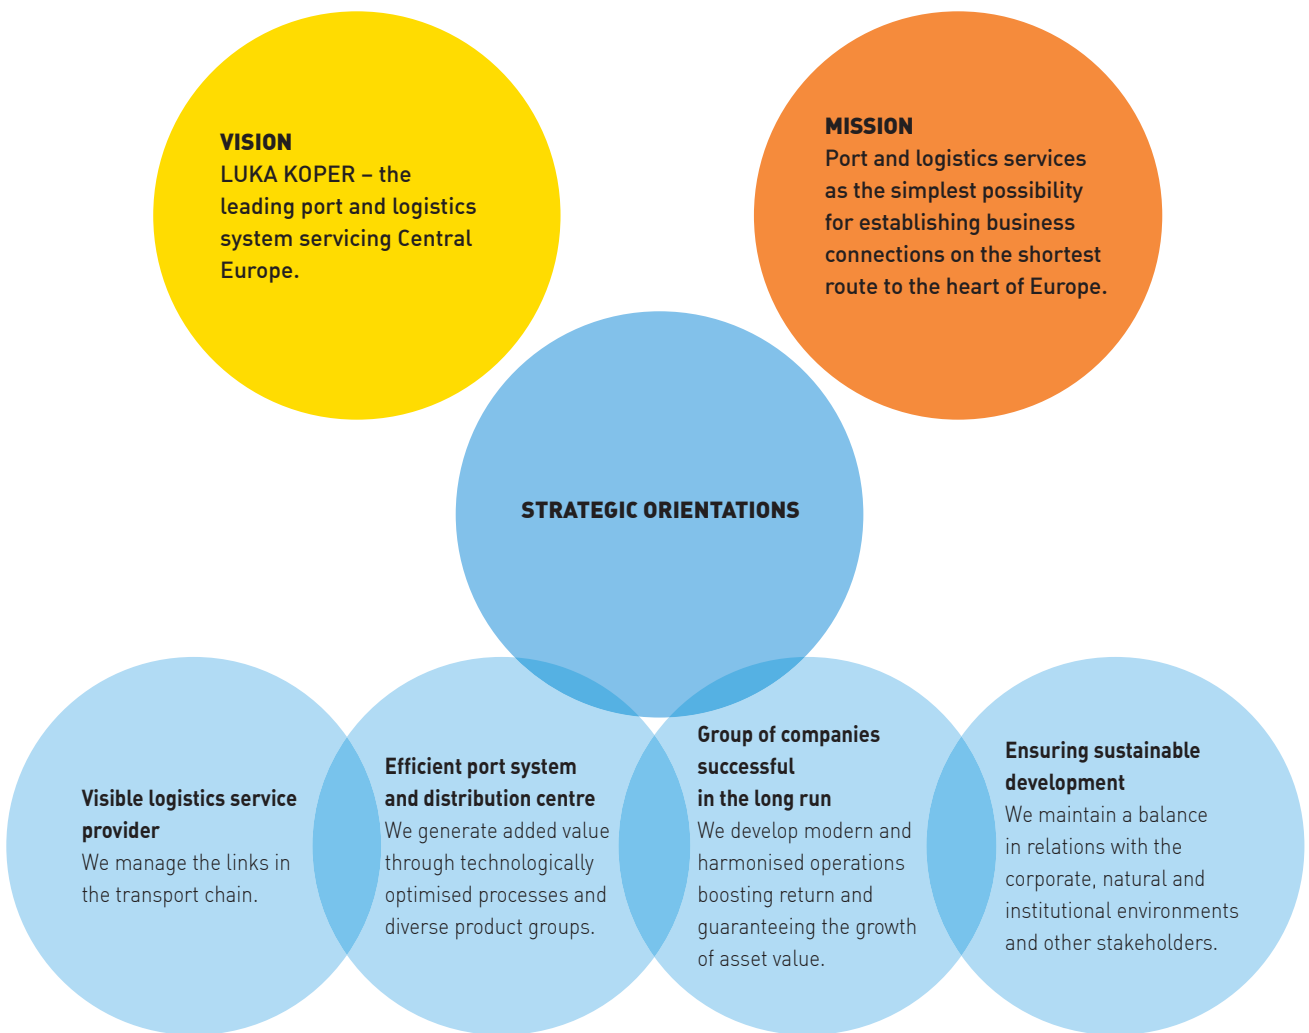 VISION
LUKA KOPER – the
leading port and logistics
system servicing Central
Europe.
MISSION
Port and logistics services
as the simplest possibility
for establishing business
connections on the shortest
route to the heart of Europe.
STRATEGIC ORIENTATIONS
Visible logistics service
provider
We manage the links in
the transport chain.
Efficient port system
and distribution centre
We generate added value
through technologically
optimised processes and
diverse product groups.
Group of companies
successful
in the long run
We develop modern and
harmonised operations
boosting return and
guaranteeing the growth
of asset value.
Ensuring sustainable
development
We maintain a balance
in relations with the
corporate, natural and
institutional environments
and other stakeholders.